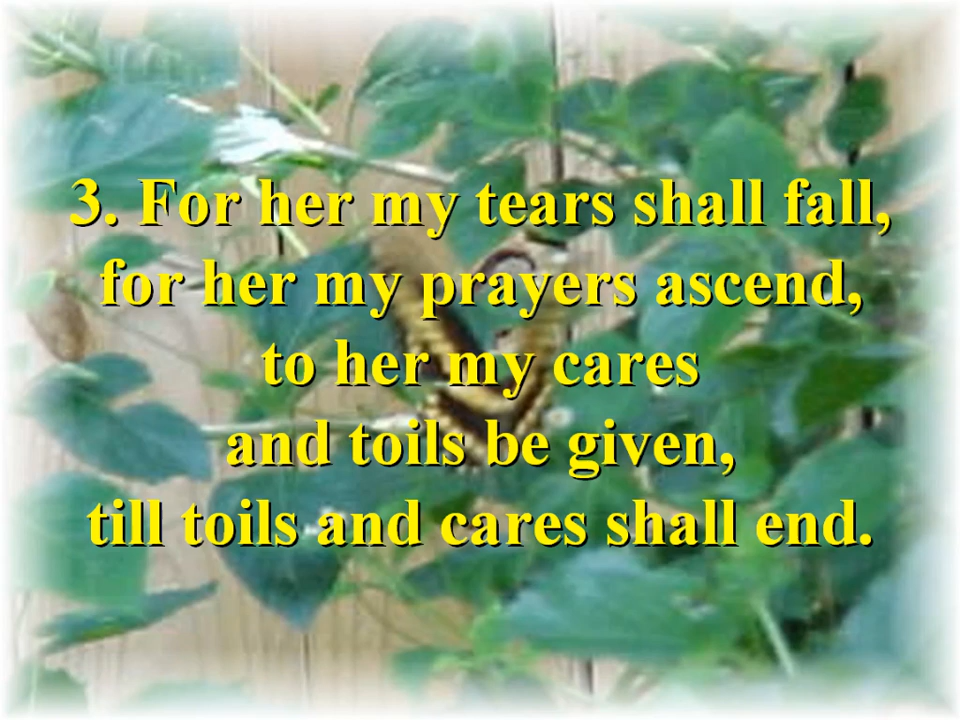 3. For her my tears shall fall,
for her my prayers ascend,
to her my cares
and toils be given,
till toils and cares shall end.